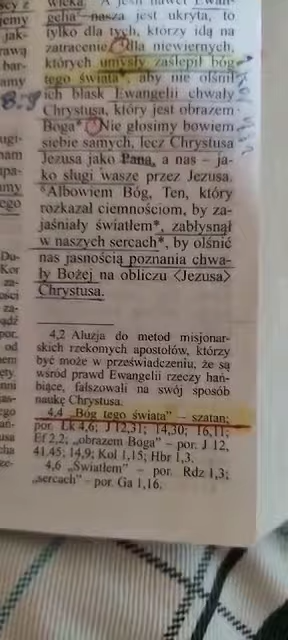 wieka. A jeśli nawet Ewan-
gelia nasza jest ukryta, to
tylko dla tych, którzy idą na
zatracenie, dla niewiernych,
których umysły zaślepił bóg
tego świata*, aby nie olśnił
ich blask Ewangelii chwały
Chrystusa, który jest obrazem
Boga*. Nie głosimy bowiem
siebie samych, lecz Chrystusa
Jezusa jako Pana, a nas – ja-
ko sługi wasze przez Jezusa.
Albowiem Bóg, Ten, który
rozkazał ciemnościom, by za-
jaśniały światłem*, zabłysnął
w naszych sercach*, by olśnić
nas jasnością poznania chwa-
ły Bożej na obliczu <Jezusa>
Chrystusa.
4,2 Aluzja do metod misjonar-
skich rzekomych apostołów, którzy
być może w przeświadczeniu, że są
wśród prawd Ewangelii rzeczy hań-
biące, fałszowali na swój sposób
naukę Chrystusa.
4,4 „Bóg tego świata” – szatan;
por. Łk 4,6; J 12,31; 14,30; 16,11;
Ef 2,2; „obrazem Boga” – por. J 12,
41.45; 14,9; Kol 1,15; Hbr 1,3.
4,6 „Światłem” – por. Rdz 1,3;
„sercach” – por. Ga 1,16.